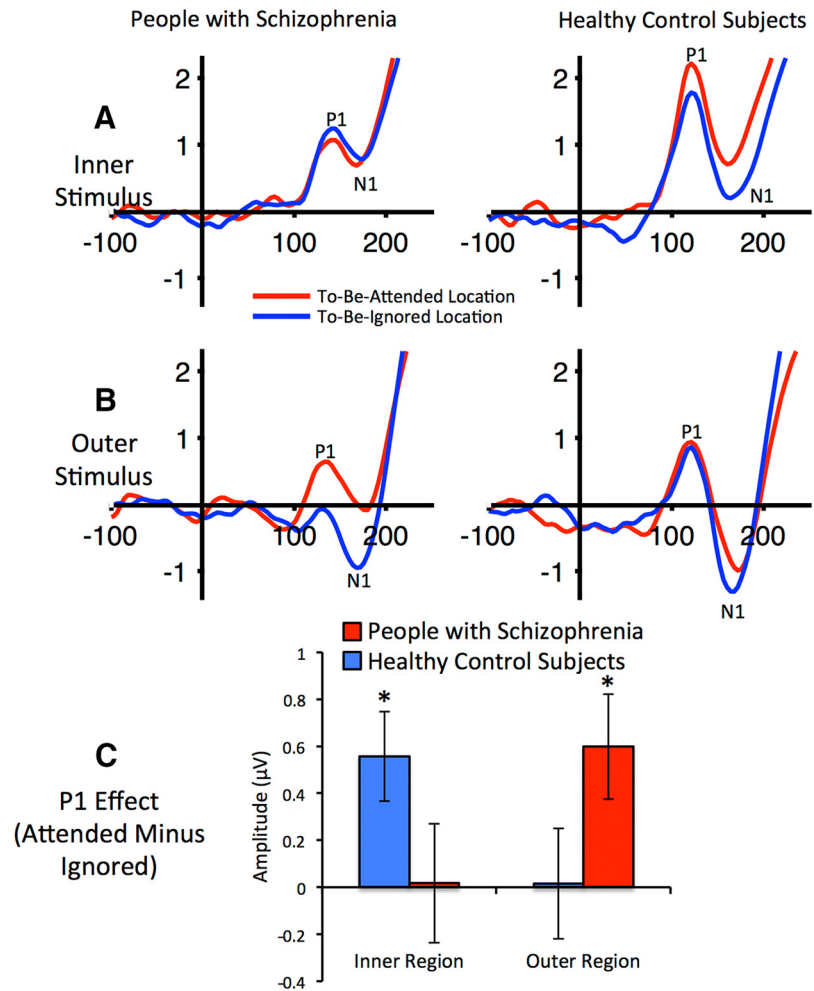 People with Schizophrenia
Healthy Control Subjects
A
Inner
Stimulus
2
1
-1
-100
100
200
P1
N1
2
1
-1
-100
100
200
P1
N1
To-Be-Attended Location
To-Be-Ignored Location
B
Outer
Stimulus
2
1
-1
-100
100
200
P1
N1
2
1
-1
-100
100
200
P1
N1
People with Schizophrenia
Healthy Control Subjects
C
P1 Effect
(Attended Minus
Ignored)
Amplitude (µV)
1
0.8
0.6
0.4
0.2
0
-0.2
-0.4
*
*
Inner Region
Outer Region